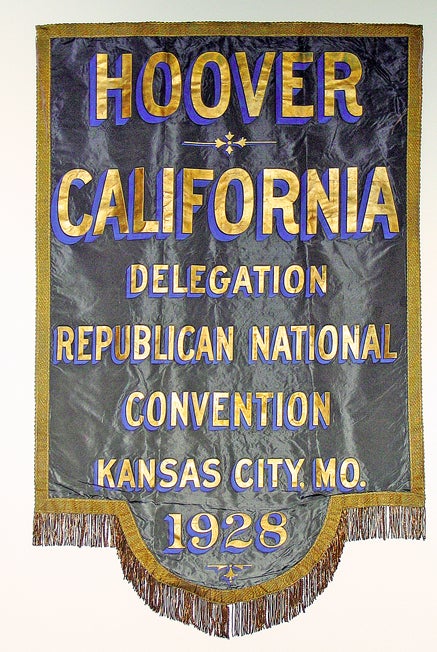 HOOVER
CALIFORNIA
DELEGATION
REPUBLICAN NATIONAL
CONVENTION
KANSAS CITY, MO.
1928